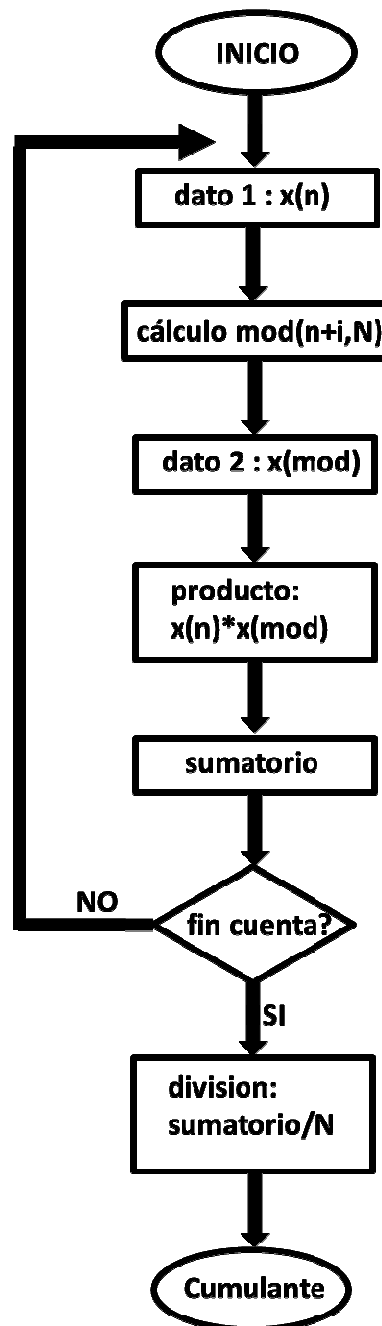 INICIO
dato 1 : x(n)
cálculo mod(n+i,N)
dato 2 : x(mod)
producto:
x(n)*x(mod)
sumatorio
fin cuenta?
NO
SI
division:
sumatorio/N
Cumulante